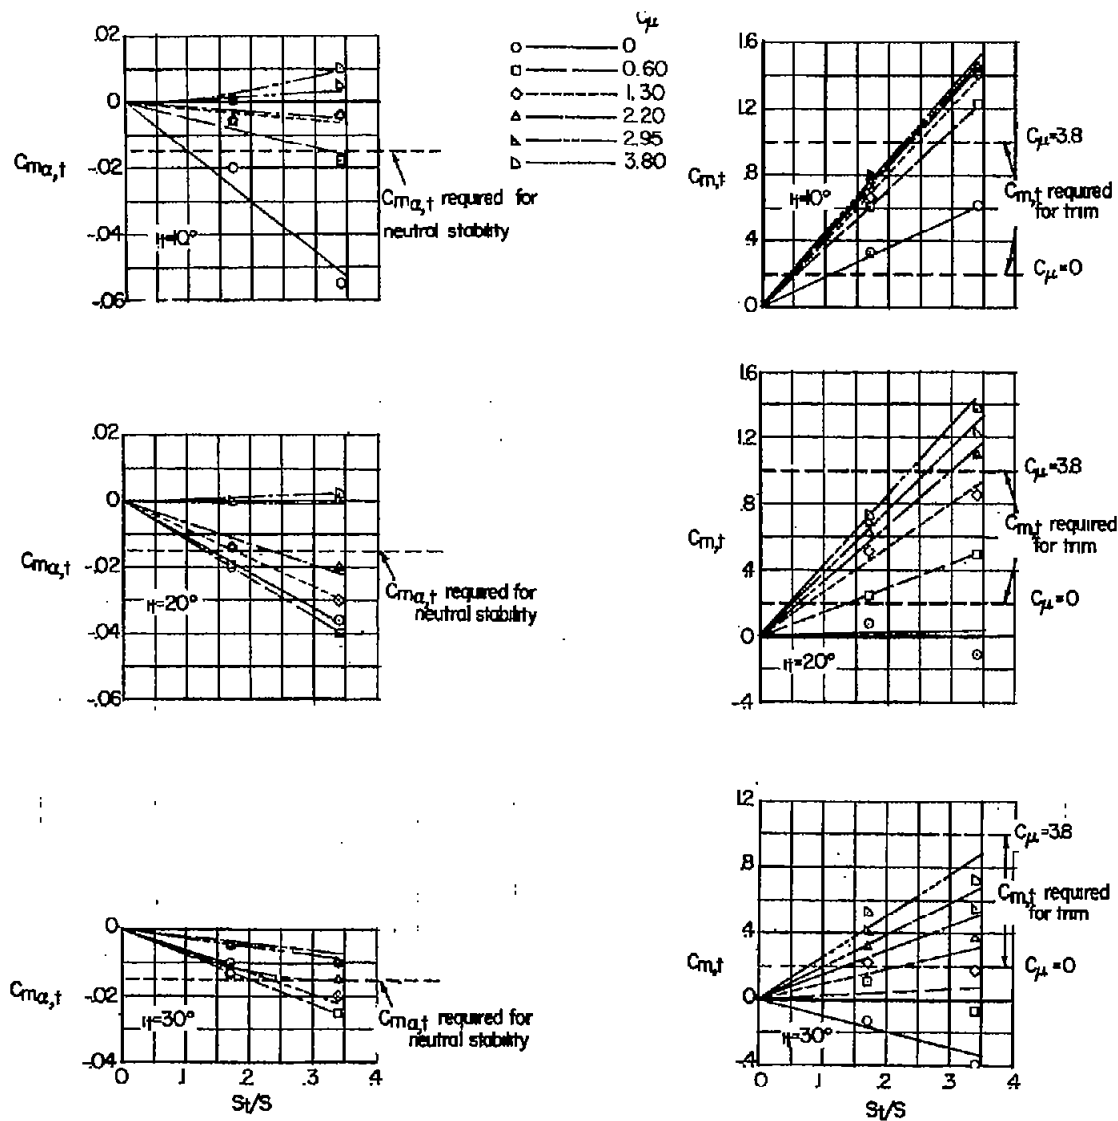 Cμ
0
0.60
1.30
2.20
2.95
3.80
.02
0
-.02
-.04
-.06
Cmα,t
it=10°
Cmα,t required for
neutral stability
1.6
1.2
.8
.4
0
Cm,t
it=10°
Cμ=3.8
Cm,t required
for trim
Cμ=0
.02
0
-.02
-.04
-.06
Cmα,t
it=20°
Cmα,t required for
neutral stability
1.6
1.2
.8
.4
0
-.4
Cm,t
it=20°
Cμ=3.8
Cm,t required
for trim
Cμ=0
0
-.02
-.04
Cmα,t
it=30°
Cmα,t required for
neutral stability
0 .1 .2 .3 .4
St/S
1.2
.8
.4
0
-.4
Cm,t
it=30°
Cμ=3.8
Cm,t required
for trim
Cμ=0
0 .1 .2 .3 .4
St/S